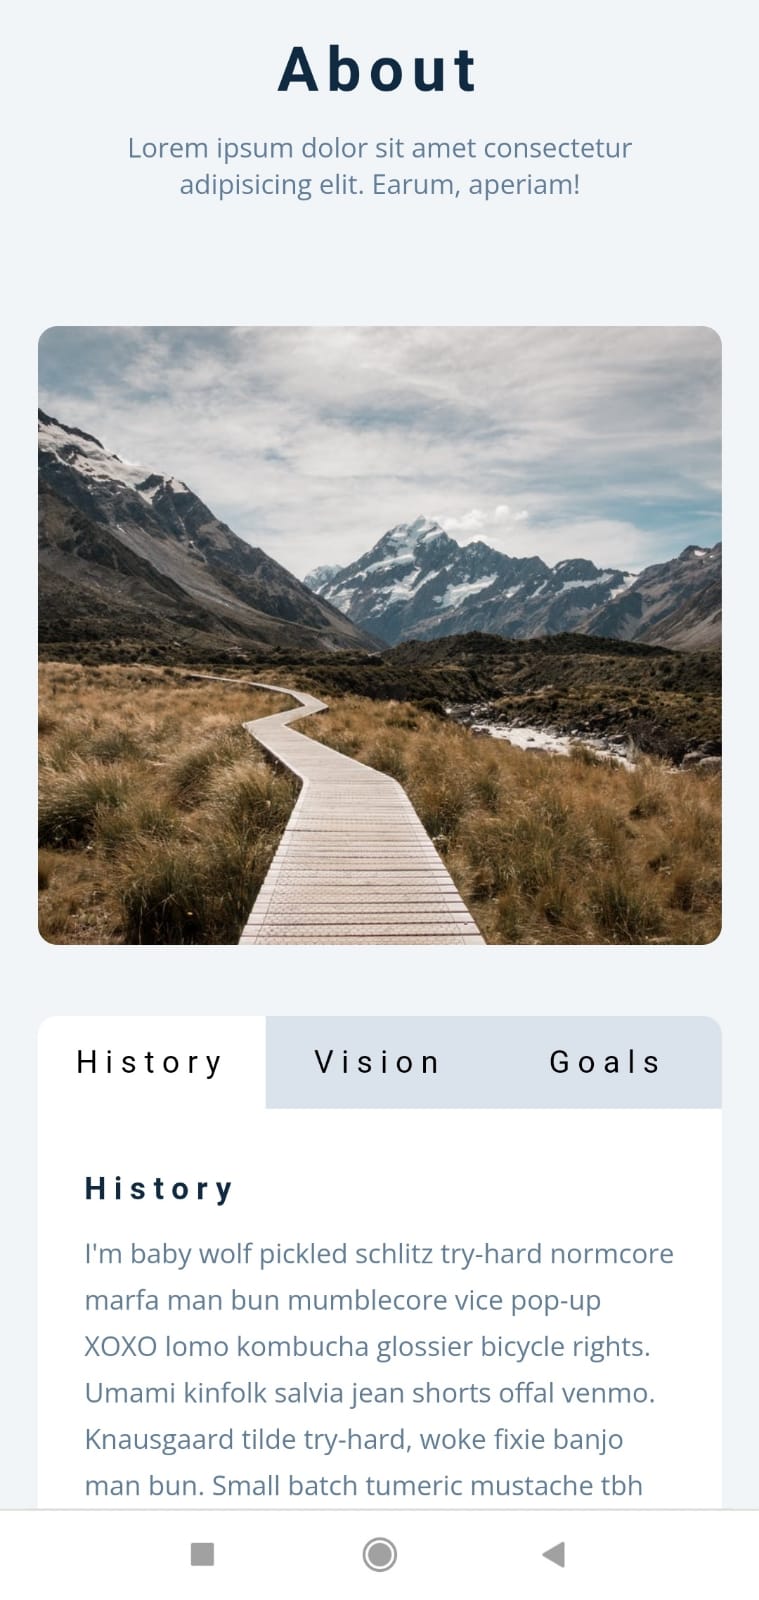 About
Lorem ipsum dolor sit amet consectetur
adipisicing elit. Earum, aperiam!
History Vision Goals
History
I'm baby wolf pickled schlitz try-hard normcore
marfa man bun mumblecore vice pop-up
XOXO lomo kombucha glossier bicycle rights.
Umami kinfolk salvia jean shorts offal venmo.
Knausgaard tilde try-hard, woke fixie banjo
man bun. Small batch tumeric mustache tbh